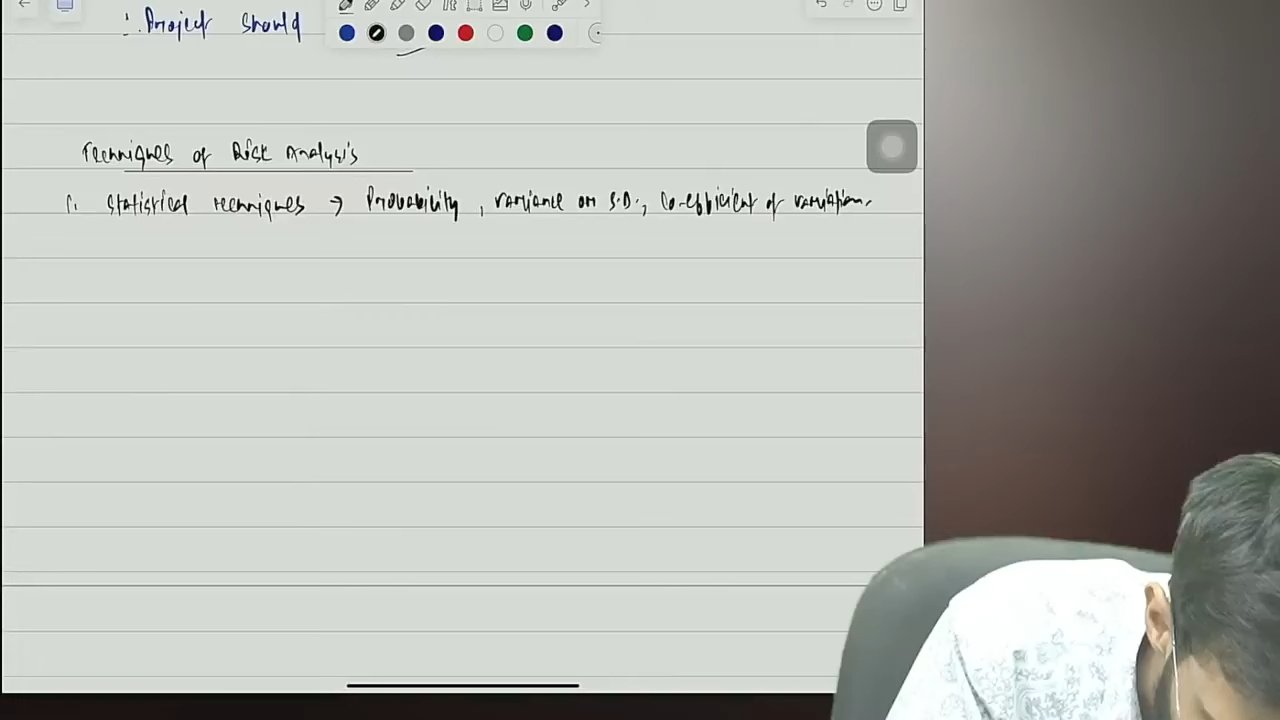 ∴ Project should
Techniques of Risk Analysis
1. Statistical techniques → Probability, variance or S.D., Co-efficient of variation.